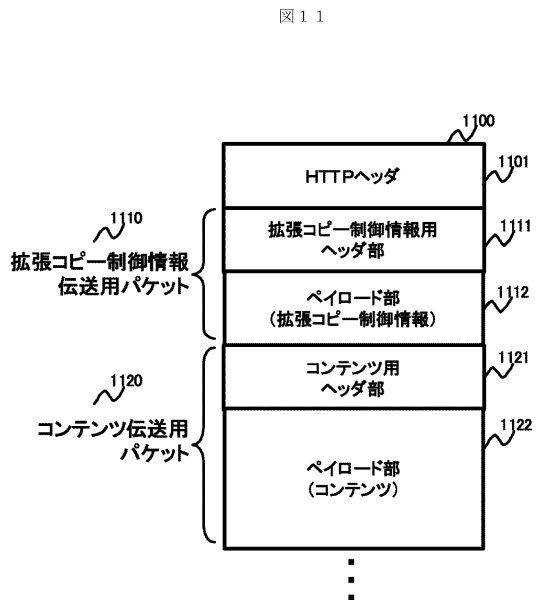 図１１
1100
HTTPヘッダ
1101
1110
拡張コピー制御情報
伝送用パケット
拡張コピー制御情報用
ヘッダ部
1111
ペイロード部
（拡張コピー制御情報）
1112
1120
コンテンツ伝送用
パケット
コンテンツ用
ヘッダ部
1121
ペイロード部
（コンテンツ）
1122